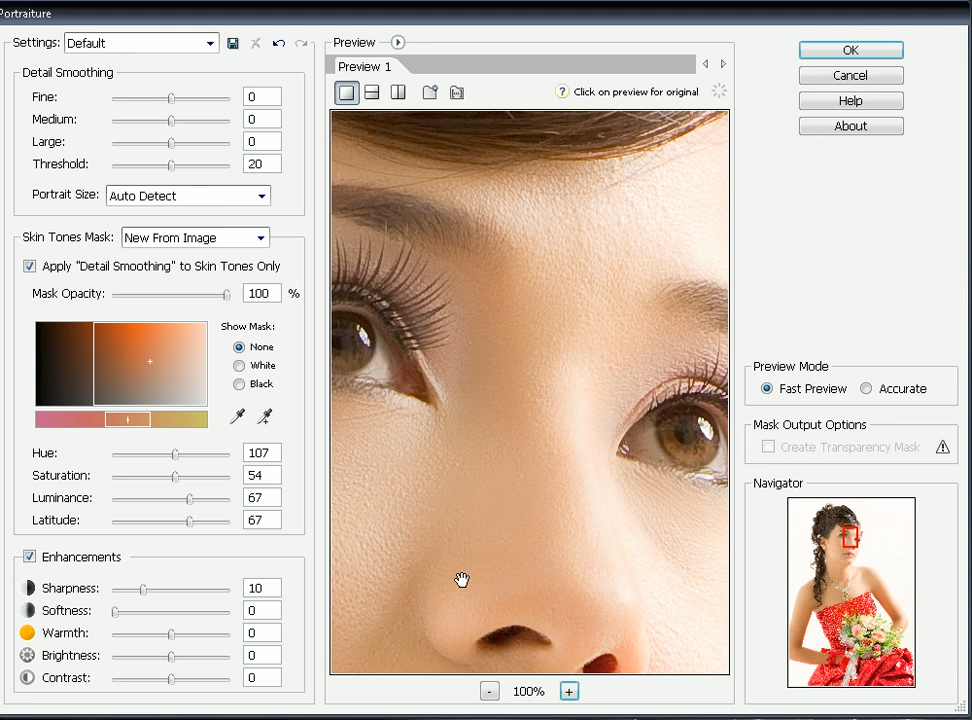 Portraiture
Settings: Default
Detail Smoothing
Fine: 0
Medium: 0
Large: 0
Threshold: 20
Portrait Size: Auto Detect
Skin Tones Mask: New From Image
Apply "Detail Smoothing" to Skin Tones Only
Mask Opacity: 100 %
Show Mask:
None
White
Black
Hue: 107
Saturation: 54
Luminance: 67
Latitude: 67
Enhancements
Sharpness: 10
Softness: 0
Warmth: 0
Brightness: 0
Contrast: 0
Preview
Preview 1
? Click on preview for original
- 100% +
OK
Cancel
Help
About
Preview Mode
Fast Preview Accurate
Mask Output Options
Create Transparency Mask
Navigator